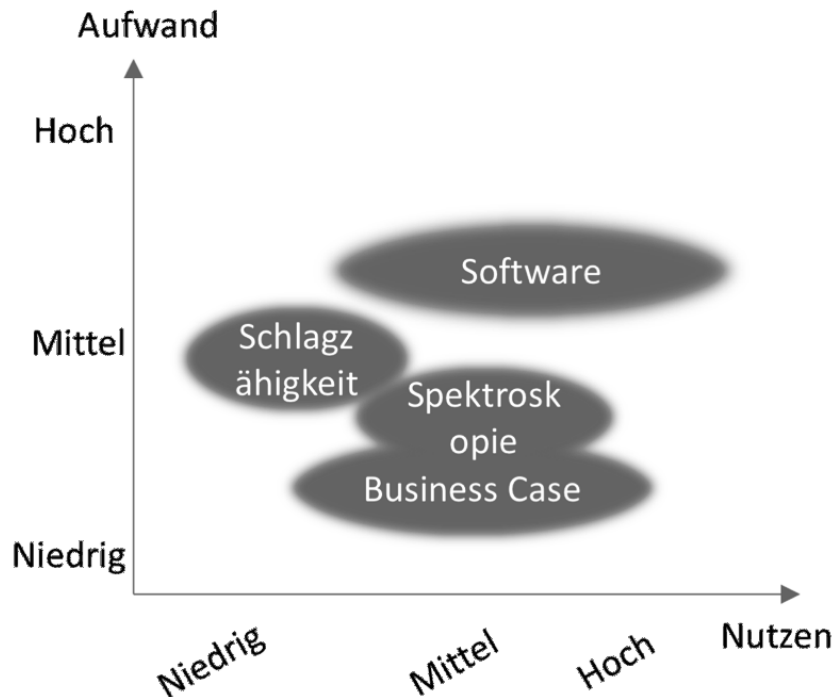 Aufwand
Hoch
Software
Mittel
Schlagz
ähigkeit
Spektrosk
opie
Business Case
Niedrig
Niedrig
Mittel
Hoch
Nutzen